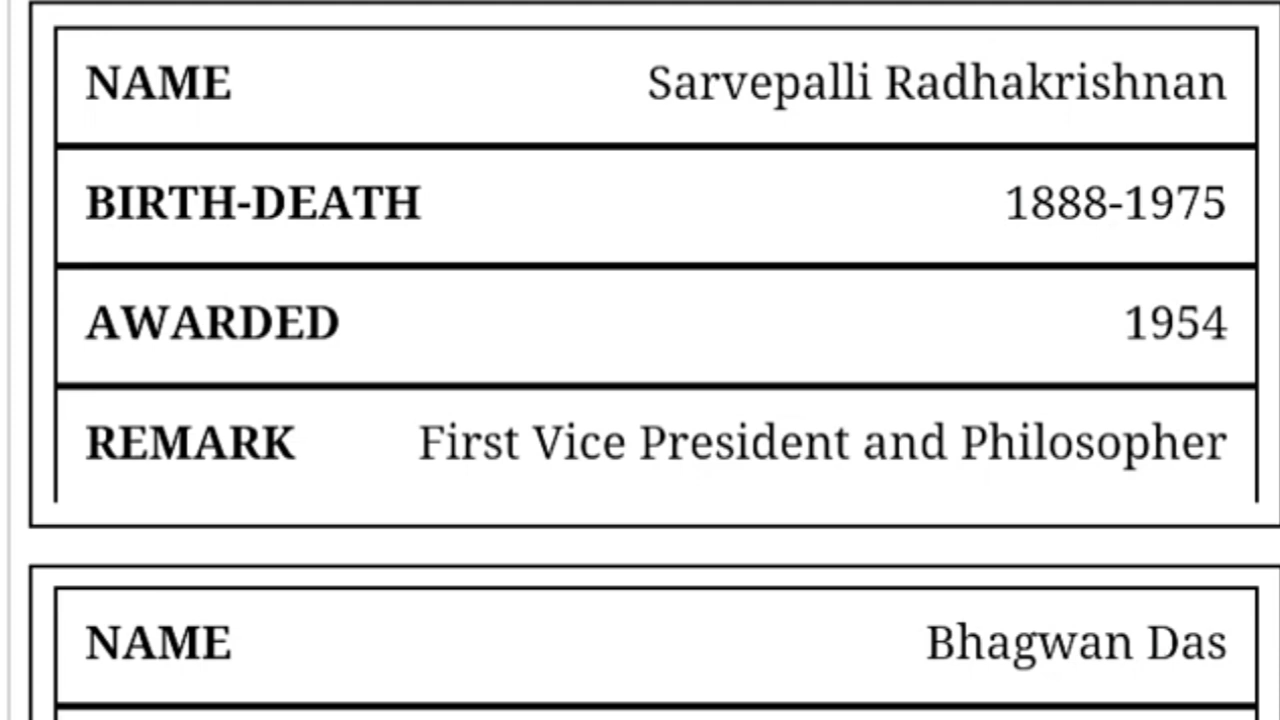 NAME Sarvepalli Radhakrishnan
BIRTH-DEATH 1888-1975
AWARDED 1954
REMARK First Vice President and Philosopher
NAME Bhagwan Das